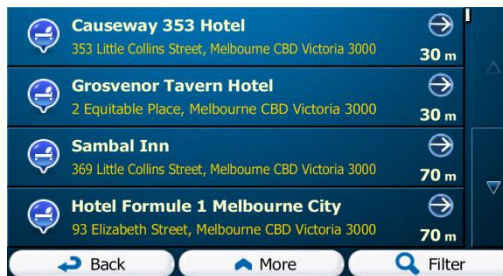 Causeway 353 Hotel
353 Little Collins Street, Melbourne CBD Victoria 3000
30 m
Grosvenor Tavern Hotel
2 Equitable Place, Melbourne CBD Victoria 3000
30 m
Sambal Inn
369 Little Collins Street, Melbourne CBD Victoria 3000
70 m
Hotel Formule 1 Melbourne City
93 Elizabeth Street, Melbourne CBD Victoria 3000
70 m
Back
More
Filter